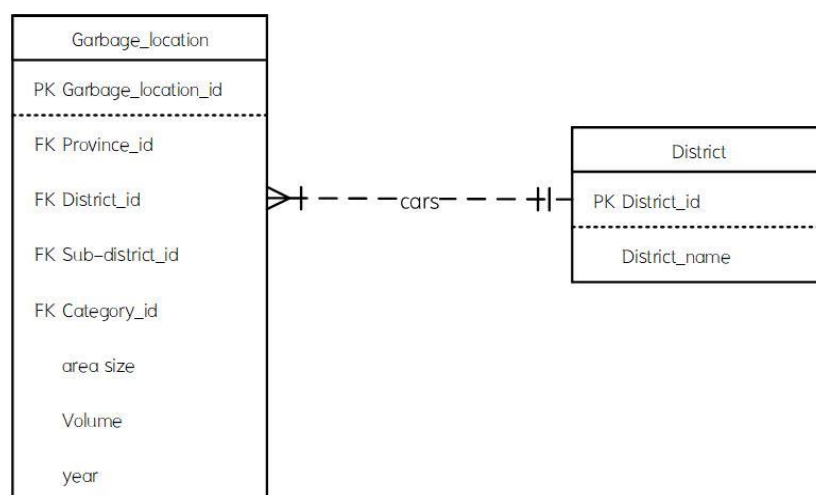 Garbage_location
PK Garbage_location_id
FK Province_id
FK District_id
FK Sub-district_id
FK Category_id
area size
Volume
year
cars
District
PK District_id
District_name